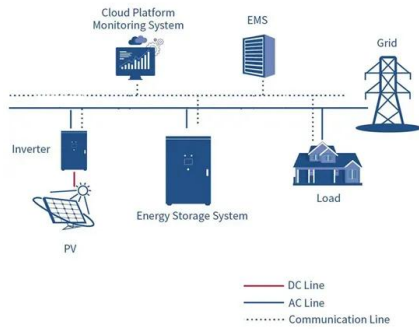 Cloud Platform
Monitoring System
EMS
Grid
Inverter
Energy Storage System
Load
PV
DC Line
AC Line
Communication Line